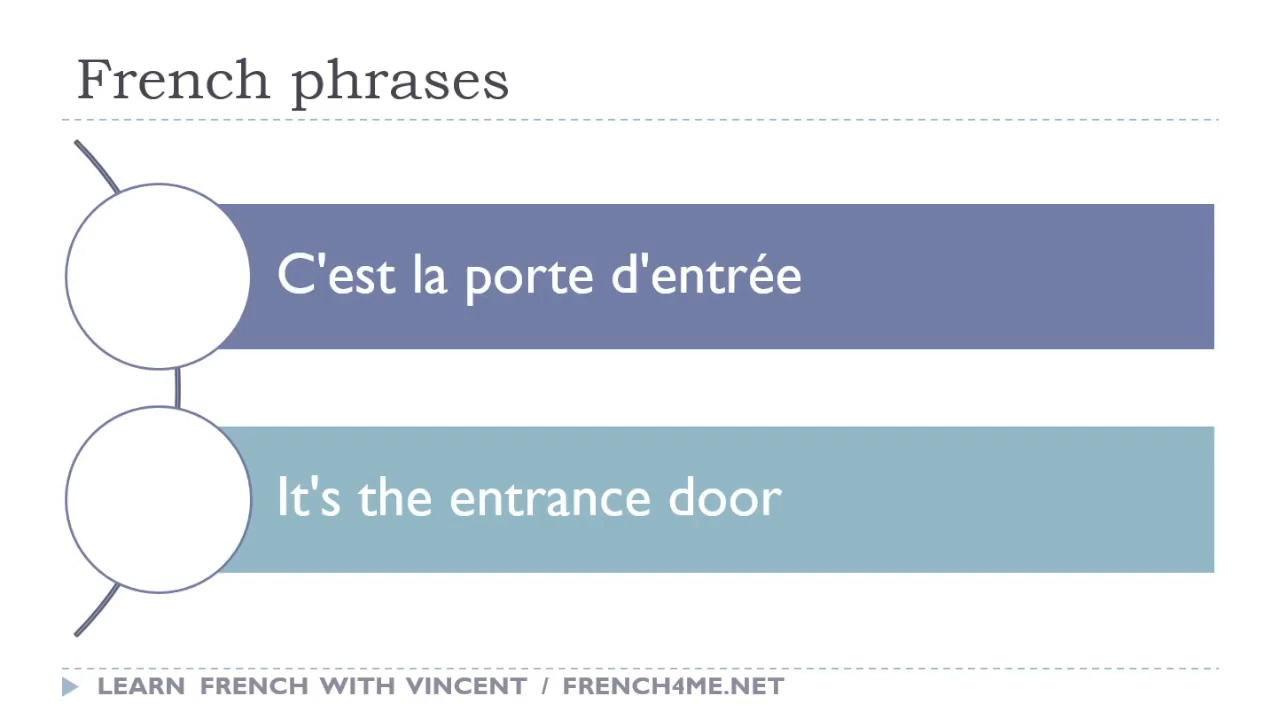 French phrases
C'est la porte d'entrée
It's the entrance door
LEARN FRENCH WITH VINCENT / FRENCH4ME.NET